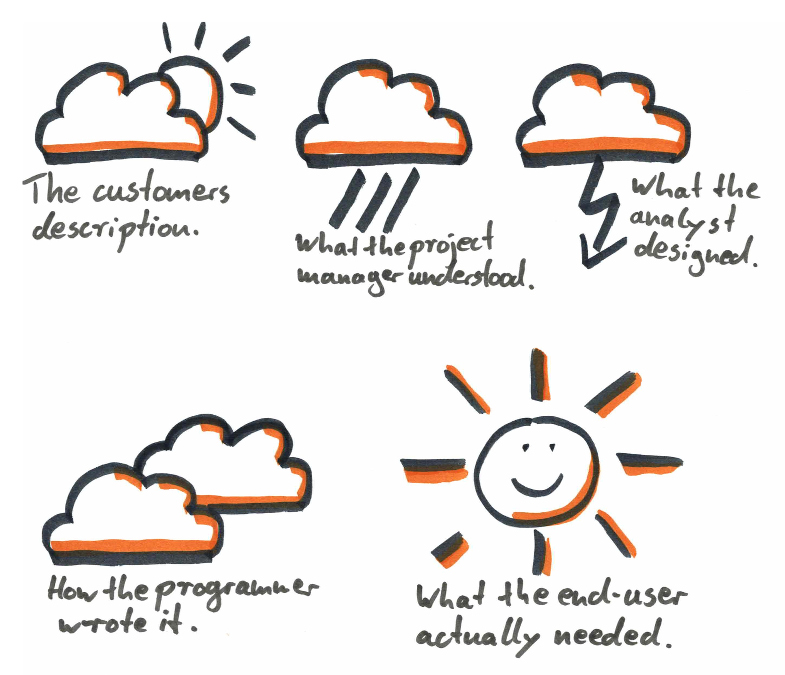 The customers
description.
What the project
manager understood.
What the
analyst
designed.
How the programmer
wrote it.
What the end-user
actually needed.